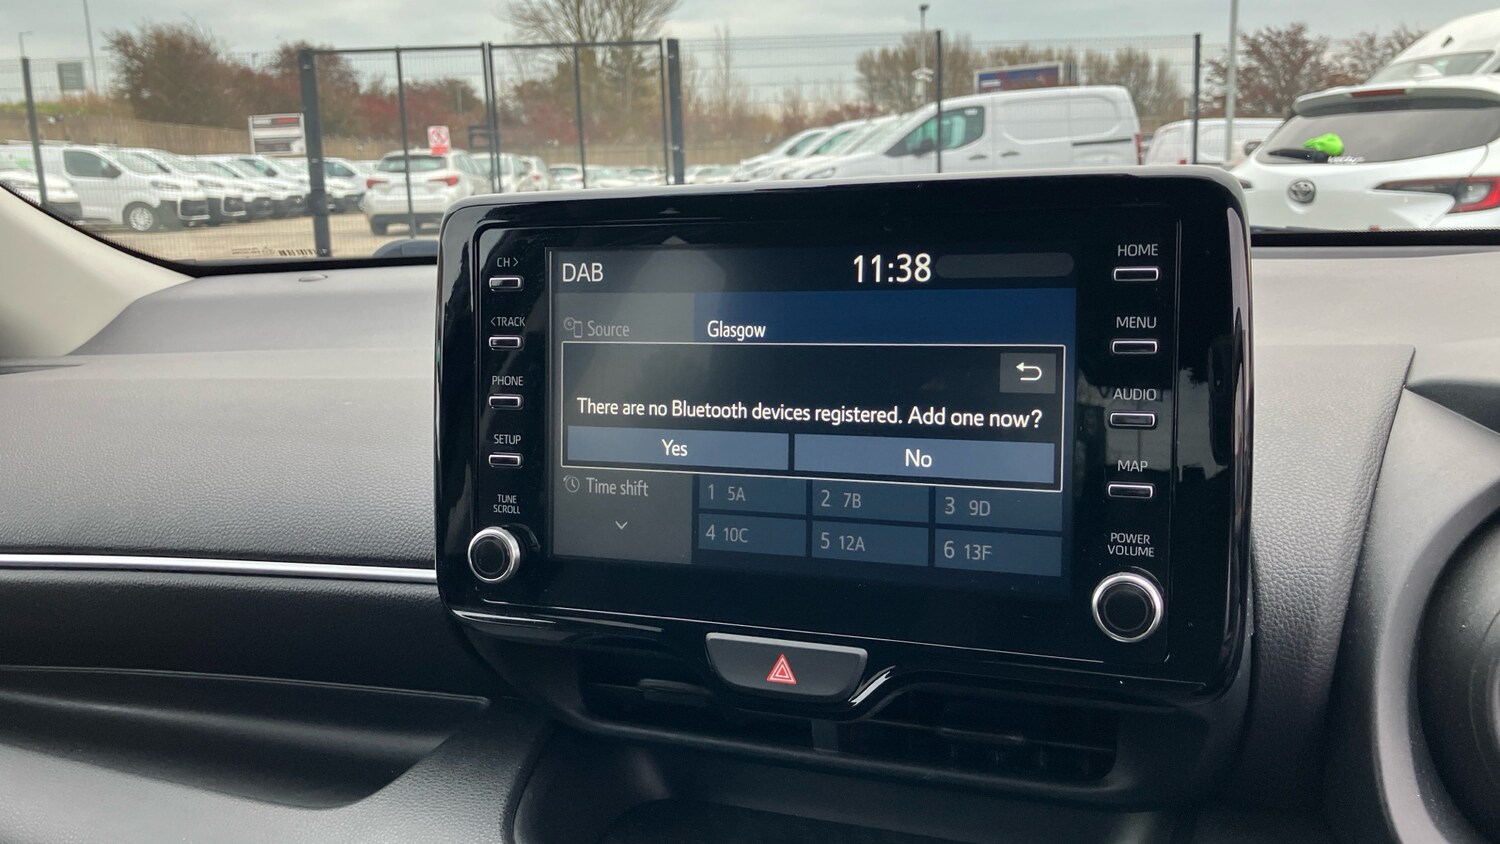 CH >
< TRACK
PHONE
SETUP
TUNE
SCROLL
DAB
11:38
Source
Glasgow
There are no Bluetooth devices registered. Add one now?
Yes
No
Time shift
1 5A
2 7B
3 9D
4 10C
5 12A
6 13F
HOME
MENU
AUDIO
MAP
POWER
VOLUME